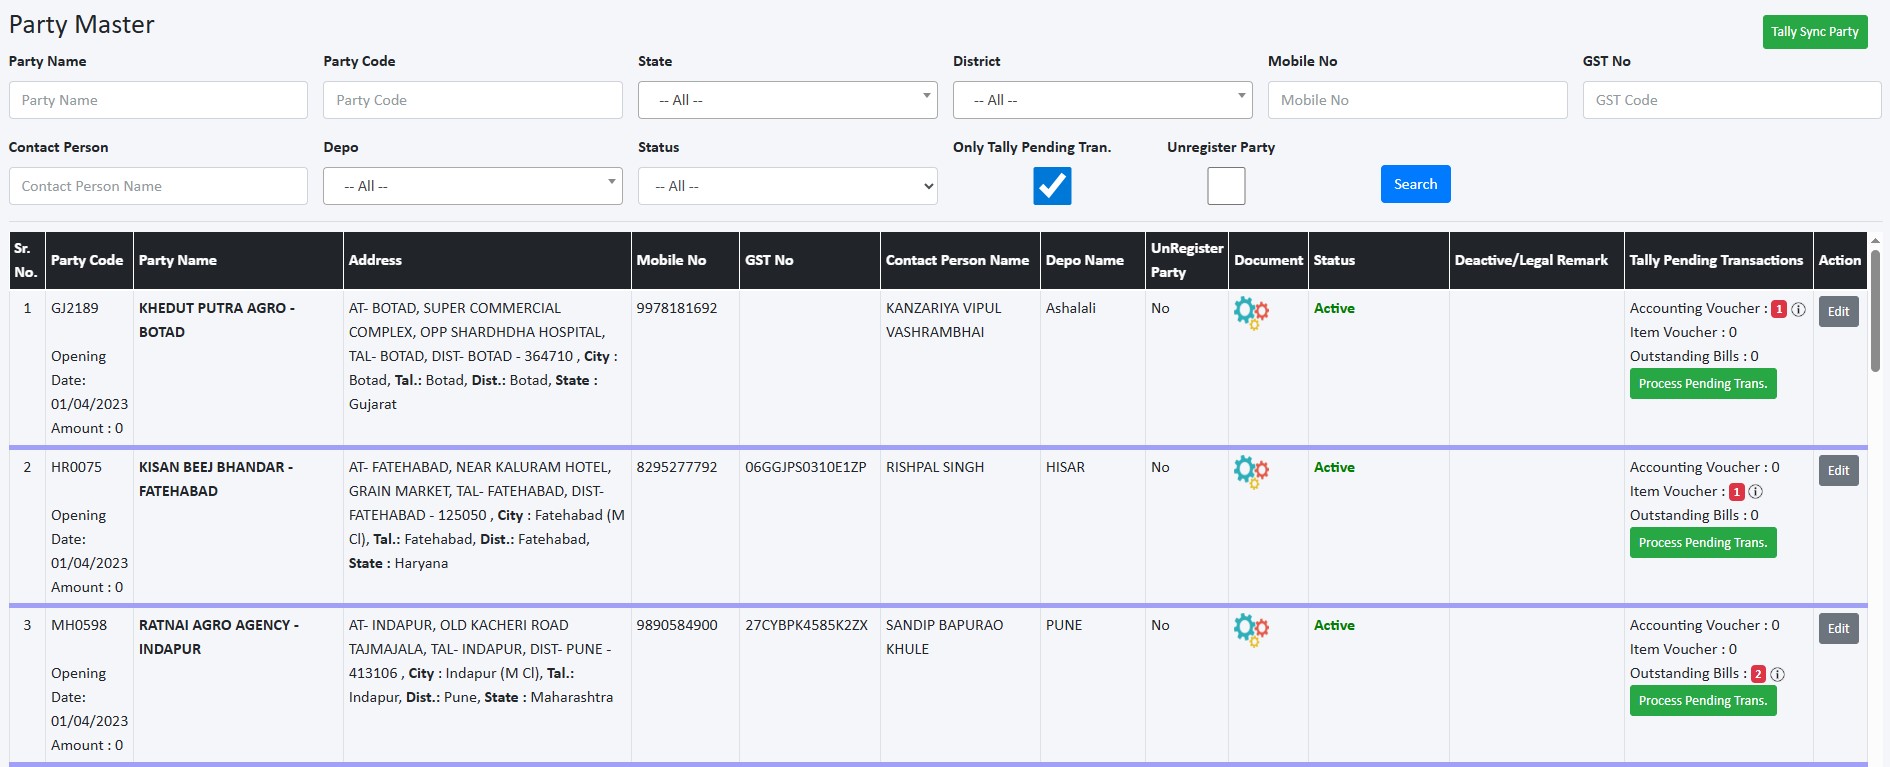 Party Master
Tally Sync Party
Party Name Party Code State District Mobile No GST No
Party Name Party Code -- All -- -- All -- Mobile No GST Code
Contact Person Depo Status Only Tally Pending Tran. Unregister Party
Contact Person Name -- All -- -- All -- Search
Sr. No. Party Code Party Name Address Mobile No GST No Contact Person Name Depo Name UnRegister Party Document Status Deactive/Legal Remark Tally Pending Transactions Action
1 GJ2189 KHEDUT PUTRA AGRO - AT- BOTAD, SUPER COMMERCIAL 9978181692 KANZARIYA VIPUL Ashalali No Active Accounting Voucher : 1 Edit
BOTAD COMPLEX, OPP SHARDHDHA HOSPITAL, VASHRAMBHAI Item Voucher : 0
Opening TAL- BOTAD, DIST- BOTAD - 364710 , City : Outstanding Bills : 0
Date: Botad, Tal.: Botad, Dist.: Botad, State : Process Pending Trans.
01/04/2023 Gujarat
Amount : 0
2 HR0075 KISAN BEEJ BHANDAR - AT- FATEHABAD, NEAR KALURAM HOTEL, 8295277792 06GGJPS0310E1ZP RISHPAL SINGH HISAR No Active Accounting Voucher : 0 Edit
FATEHABAD GRAIN MARKET, TAL- FATEHABAD, DIST- Item Voucher : 1
Opening FATEHABAD - 125050 , City : Fatehabad (M Outstanding Bills : 0
Date: Cl), Tal.: Fatehabad, Dist.: Fatehabad, Process Pending Trans.
01/04/2023 State : Haryana
Amount : 0
3 MH0598 RATNAI AGRO AGENCY - AT- INDAPUR, OLD KACHERI ROAD 9890584900 27CYBPK4585K2ZX SANDIP BAPURAO PUNE No Active Accounting Voucher : 0 Edit
INDAPUR TAJMAJALA, TAL- INDAPUR, DIST- PUNE - KHULE Item Voucher : 0
Opening 413106 , City : Indapur (M Cl), Tal.: Outstanding Bills : 2
Date: Indapur, Dist.: Pune, State : Maharashtra Process Pending Trans.
01/04/2023
Amount : 0